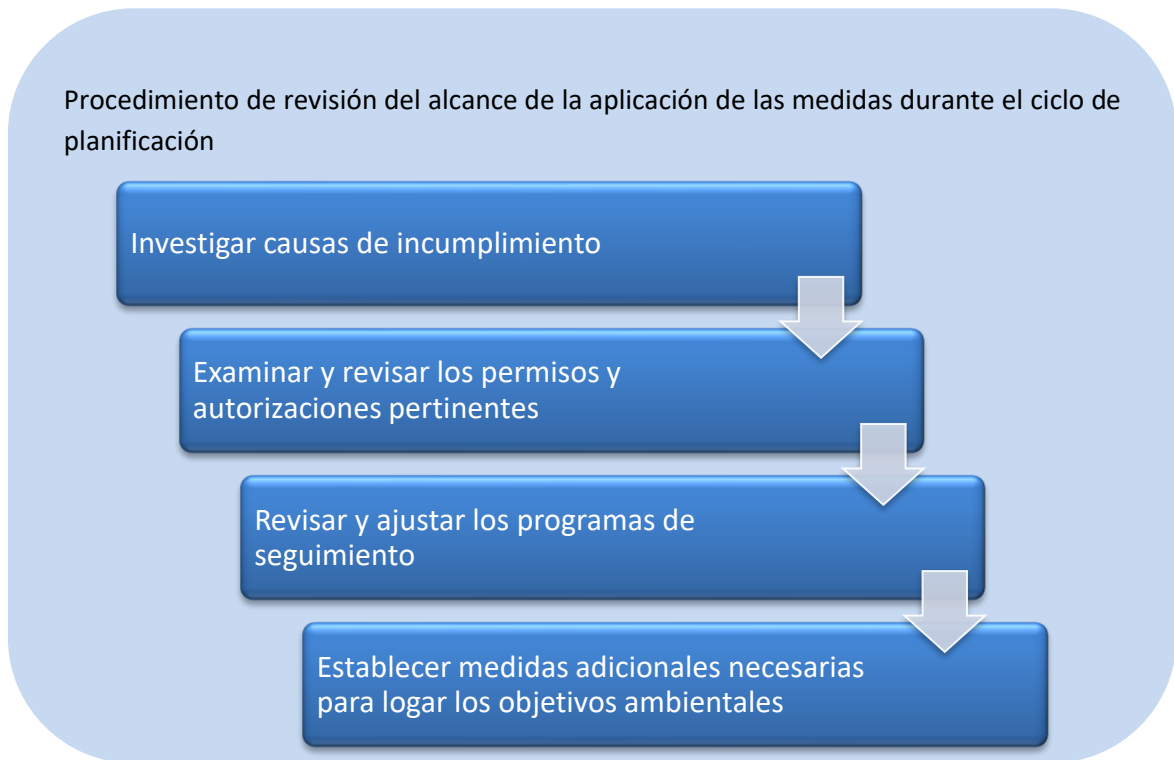 Procedimiento de revisión del alcance de la aplicación de las medidas durante el ciclo de
planificación
Investigar causas de incumplimiento
Examinar y revisar los permisos y
autorizaciones pertinentes
Revisar y ajustar los programas de
seguimiento
Establecer medidas adicionales necesarias
para logar los objetivos ambientales